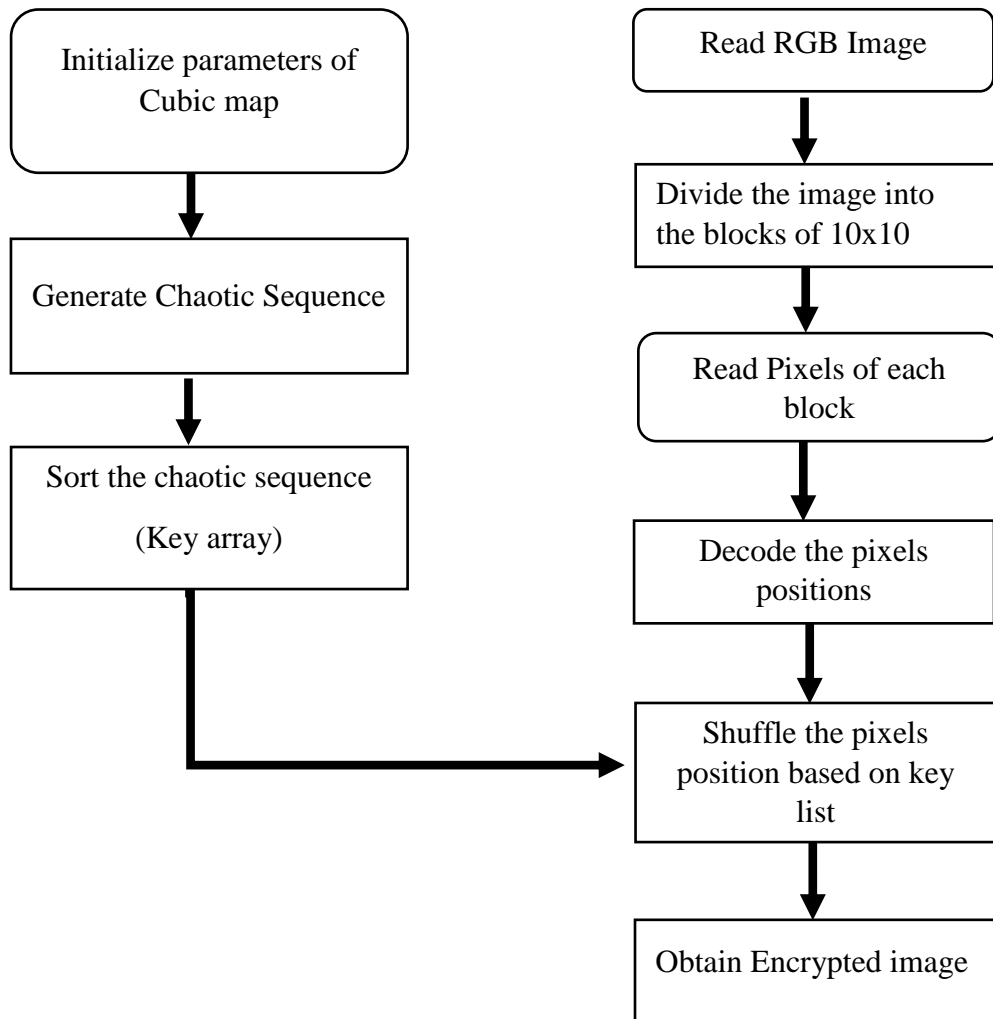 Initialize parameters of
Cubic map
Generate Chaotic Sequence
Sort the chaotic sequence
(Key array)
Read RGB Image
Divide the image into
the blocks of 10x10
Read Pixels of each
block
Decode the pixels
positions
Shuffle the pixels
position based on key
list
Obtain Encrypted image